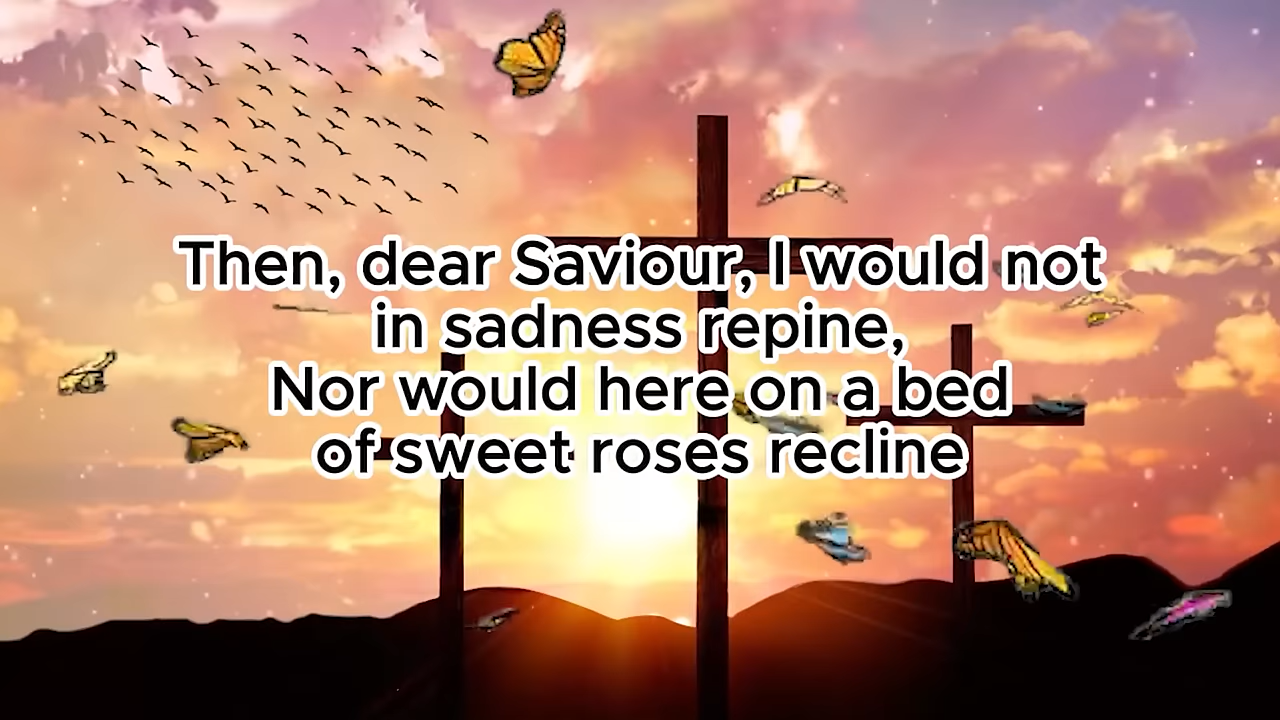 Then, dear Saviour, I would not
in sadness repine,
Nor would here on a bed
of sweet roses recline